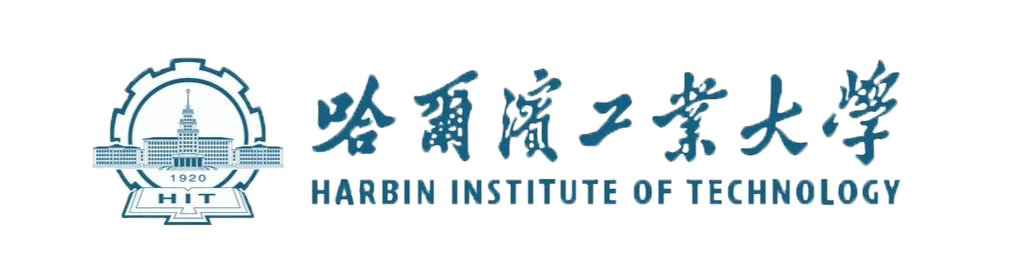 1920
HIT
哈爾濱工業大學
HARBIN INSTITUTE OF TECHNOLOGY